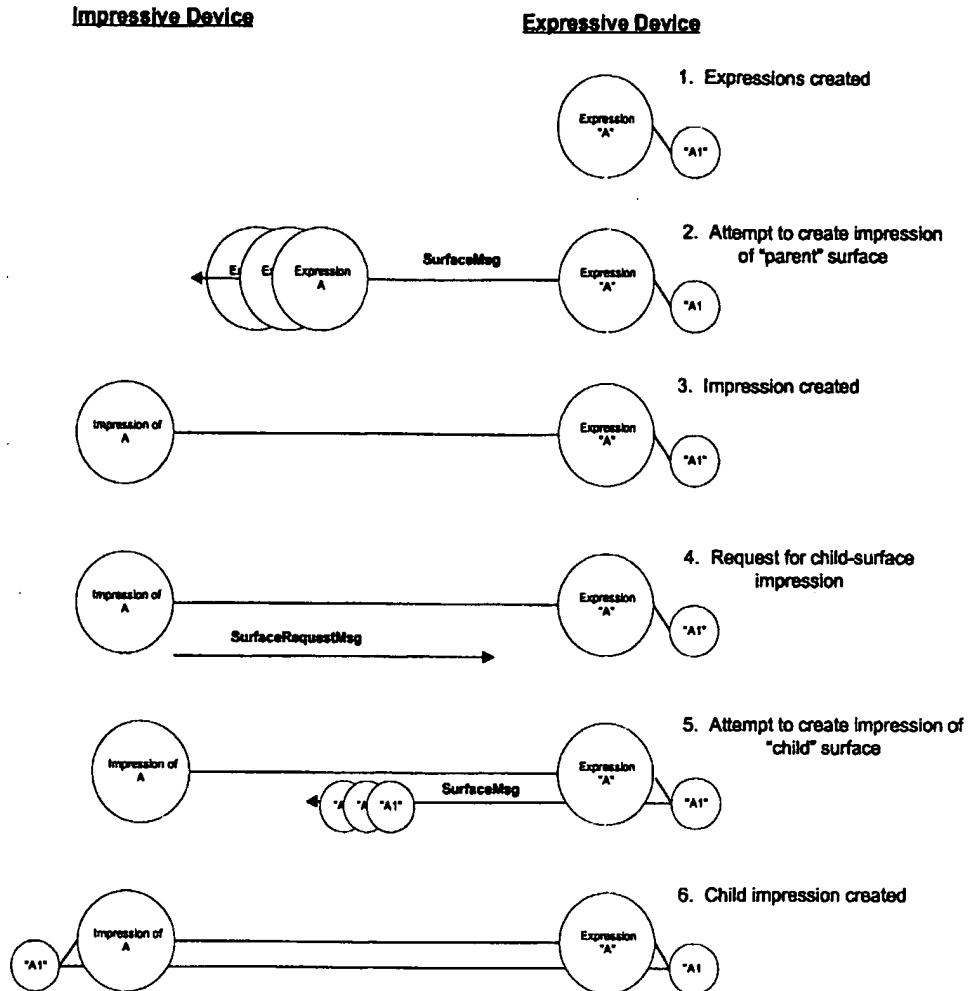 Impressive Device
Expressive Device
1. Expressions created
Expression
"A"
"A1"
2. Attempt to create impression
of "parent" surface
SurfaceMsg
E
E
Expression
A
Expression
"A"
"A1
3. Impression created
Impression of
A
Expression
"A"
"A1"
4. Request for child-surface
impression
Impression of
A
Expression
"A"
"A1"
SurfaceRequestMsg
5. Attempt to create impression of
"child" surface
Impression of
A
Expression
"A"
SurfaceMsg
"A
"A
"A1"
"A1"
6. Child impression created
Impression of
A
Expression
"A"
"A1"
"A1